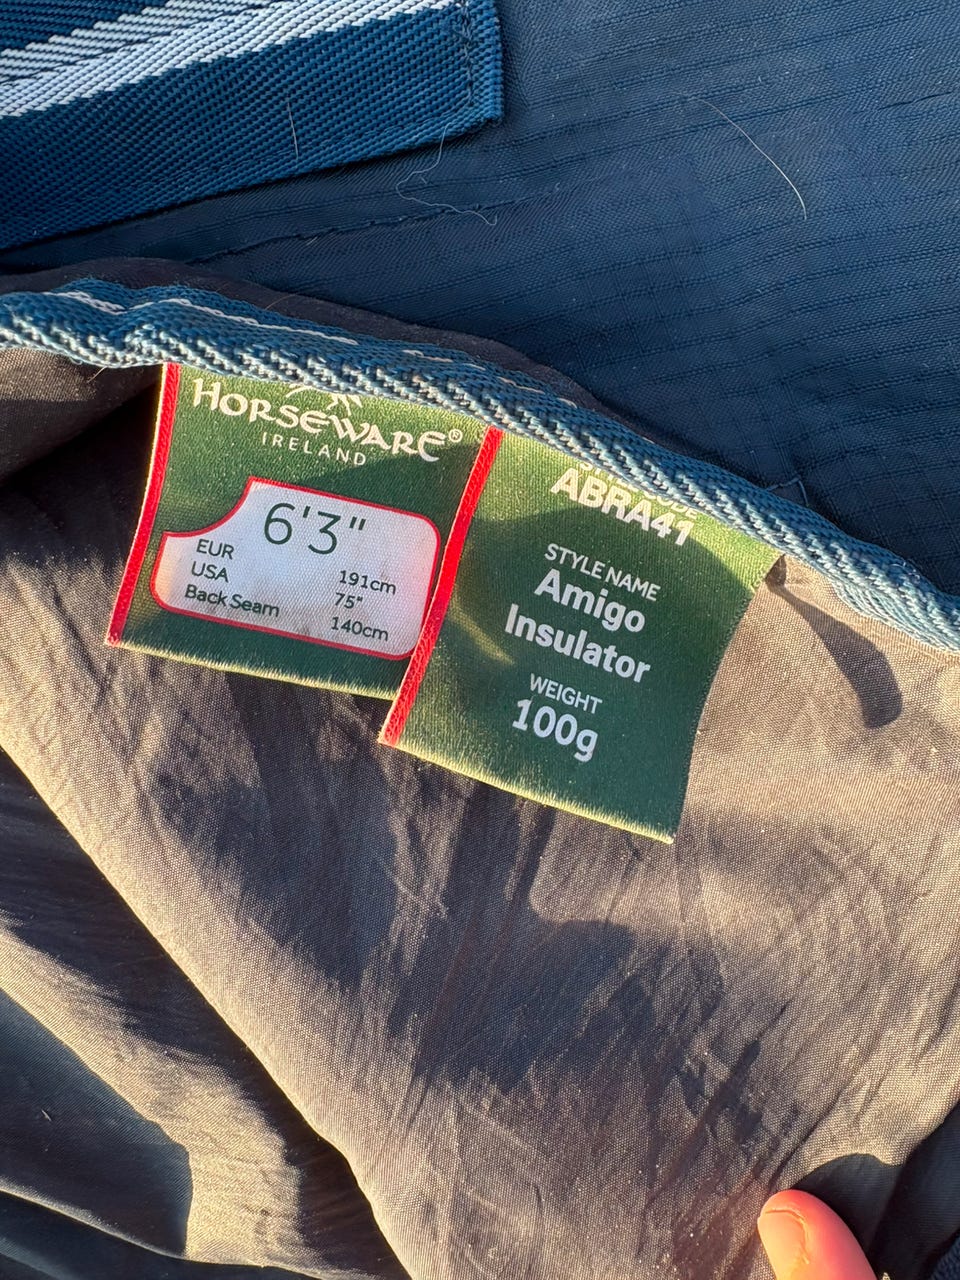 HORSEWARE®
IRELAND
6'3"
EUR 191cm
USA 75"
Back Seam 140cm
ABRA41
STYLE NAME
Amigo
Insulator
WEIGHT
100g